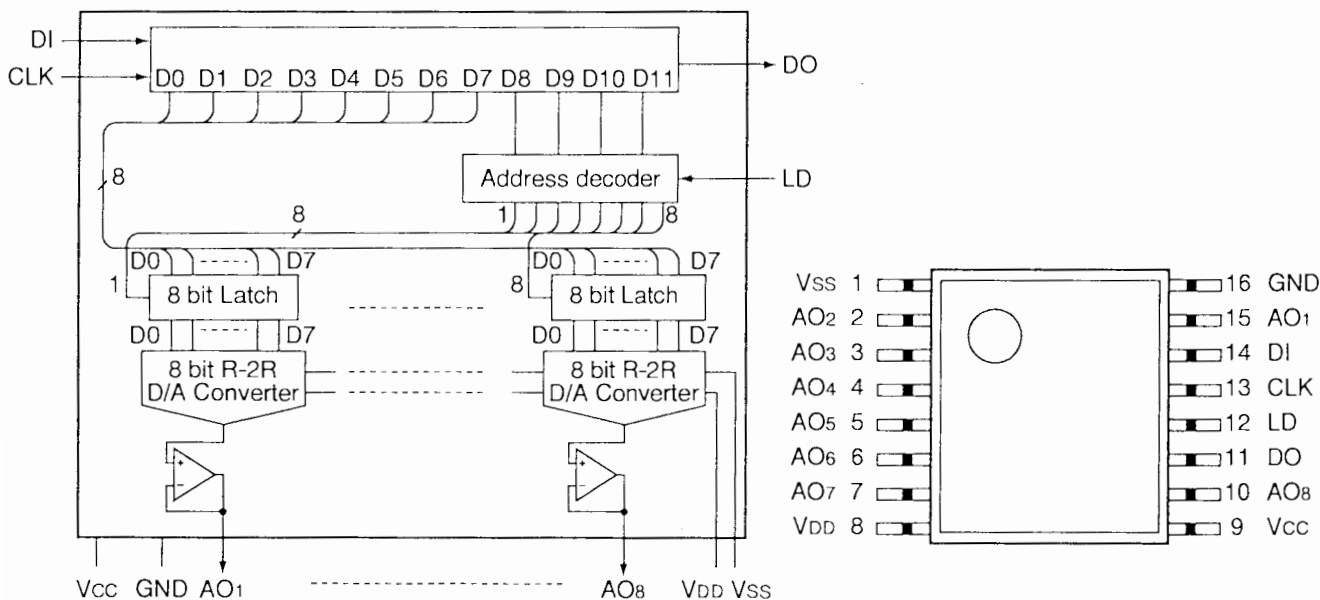 DI
CLK
DO
D0 D1 D2 D3 D4 D5 D6 D7 D8 D9 D10 D11
8
Address decoder
LD
1 8
8
D0 D7
D0 D7
1
8 bit Latch
8
8 bit Latch
D0 D7
D0 D7
8 bit R-2R
D/A Converter
8 bit R-2R
D/A Converter
+
−
+
−
VCC GND AO1 AO8 VDD VSS
VSS 1
AO2 2
AO3 3
AO4 4
AO5 5
AO6 6
AO7 7
VDD 8
16 GND
15 AO1
14 DI
13 CLK
12 LD
11 DO
10 AO8
9 VCC